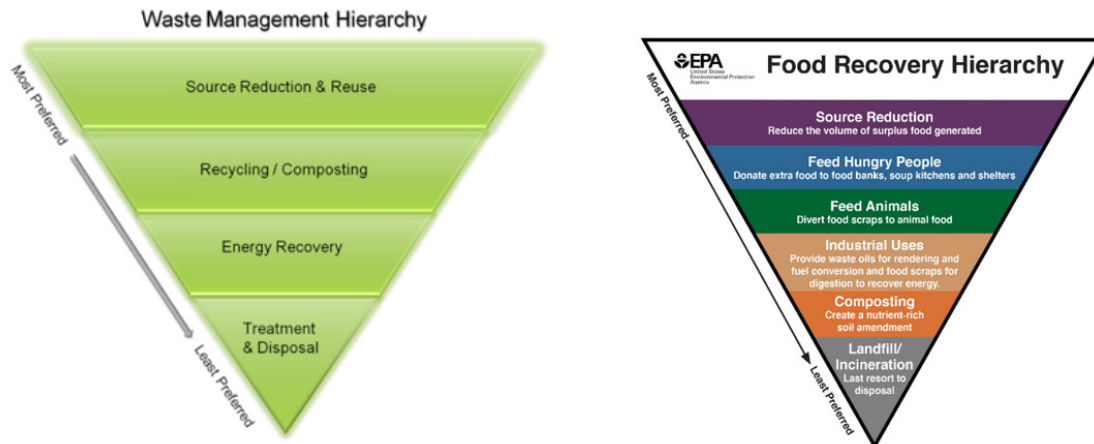 Waste Management Hierarchy
Most Preferred
Source Reduction & Reuse
Recycling / Composting
Energy Recovery
Treatment
& Disposal
Least Preferred
EPA
United States
Environmental Protection
Agency
Food Recovery Hierarchy
Most Preferred
Source Reduction
Reduce the volume of surplus food generated
Feed Hungry People
Donate extra food to food banks, soup kitchens and shelters
Feed Animals
Divert food scraps to animal food
Industrial Uses
Provide waste oils for rendering and
fuel conversion and food scraps for
digestion to recover energy.
Composting
Create a nutrient-rich
soil amendment
Landfill/
Incineration
Last resort to
disposal
Least Preferred